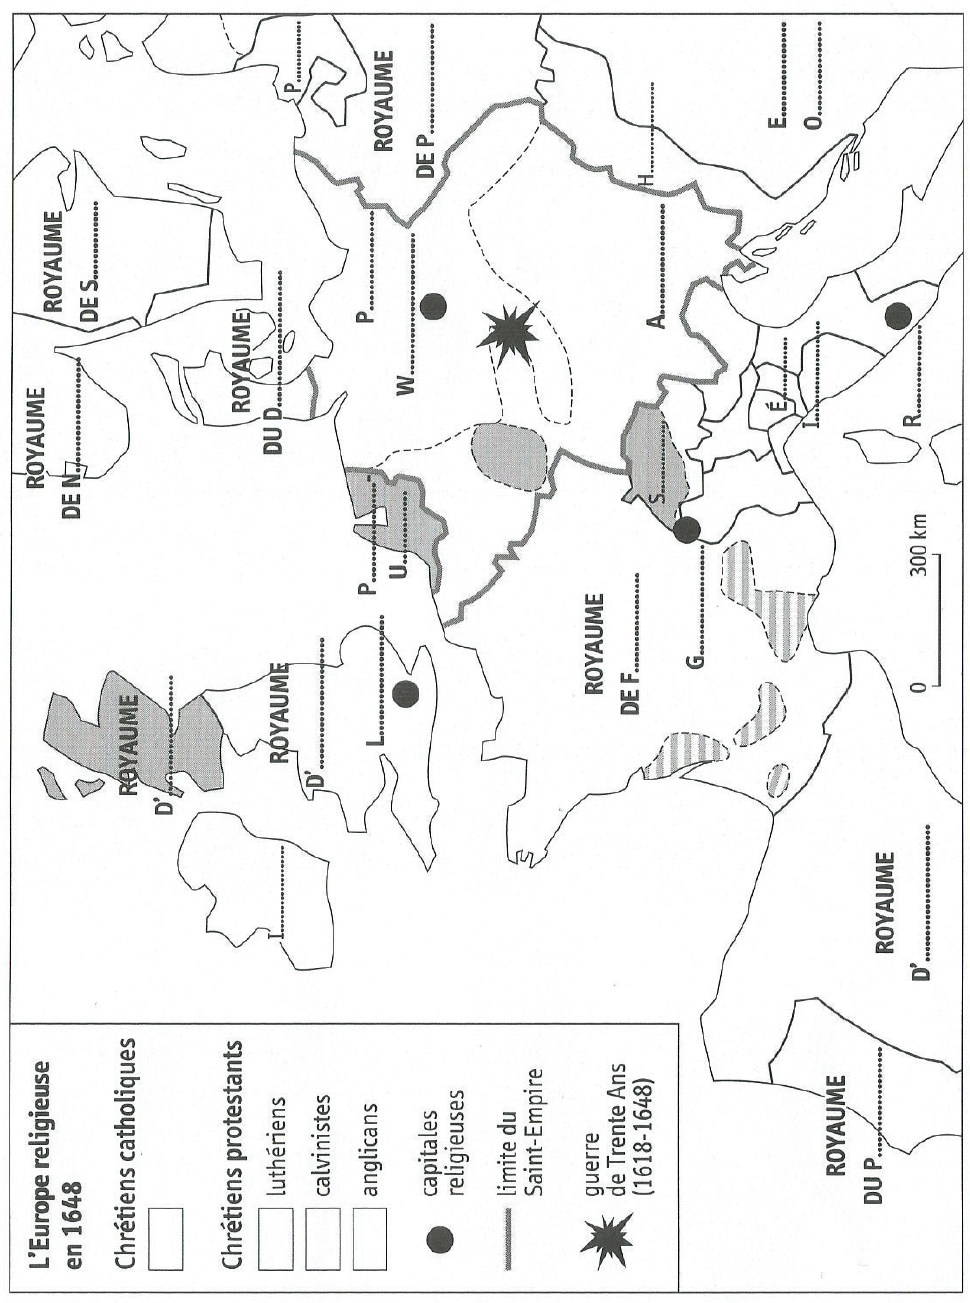 L'Europe religieuse
en 1648
Chrétiens catholiques
Chrétiens protestants
luthériens
calvinistes
anglicans
capitales
religieuses
limite du
Saint-Empire
guerre
de Trente Ans
(1618-1648)
ROYAUME
DE N
ROYAUME
DE S
ROYAUME
D'
ROYAUME
DU D
ROYAUME
D'
I
L
P
U
P
W
P
ROYAUME
DE P
ROYAUME
DE F
G
S
A
H
É
I
R
E
O
ROYAUME
D'
ROYAUME
DU P
0 300 km